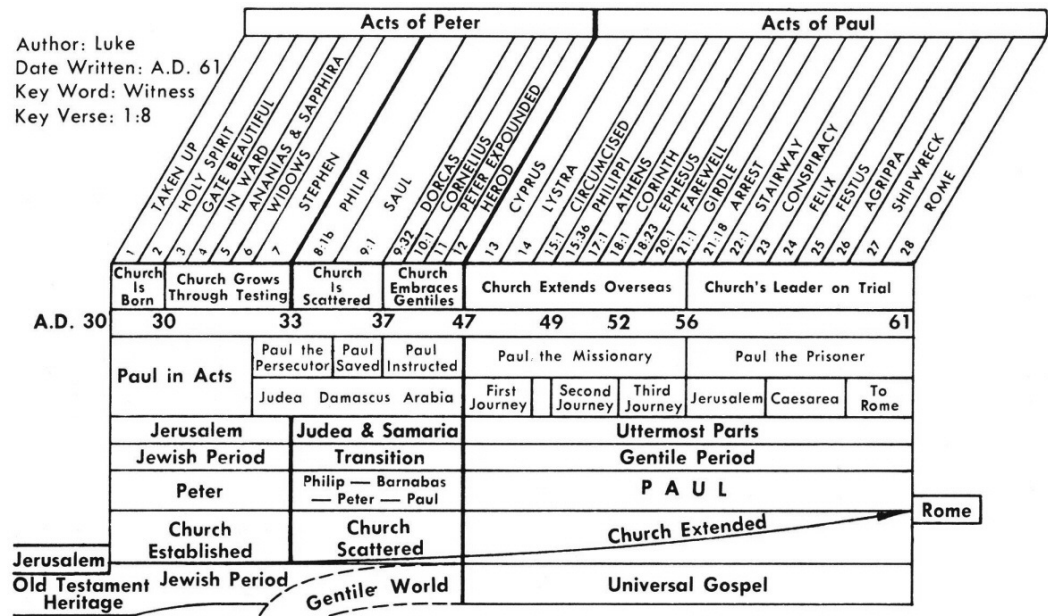 Acts of Peter
Acts of Paul
Author: Luke
Date Written: A.D. 61
Key Word: Witness
Key Verse: 1:8
TAKEN UP
HOLY SPIRIT
GATE BEAUTIFUL
IN WARD
ANANIAS & SAPPHIRA
WIDOWS
STEPHEN
PHILIP
SAUL
DORCAS
CORNELIUS
PETER EXPOUNDED
HEROD
CYPRUS
LYSTRA
CIRCUMCISED
PHILIPPI
ATHENS
CORINTH
EPHESUS
FAREWELL
GIRDLE
ARREST
STAIRWAY
CONSPIRACY
FELIX
FESTUS
AGRIPPA
SHIPWRECK
ROME
1 2 3 4 5 6 7 8:1b 9:1 9:32 10:1 11 12 13 14 15:1 15:36 17:1 18:1 18:23 20:1 21:1 21:18 22:1 23 24 25 26 27 28
Church
Is
Born
Church Grows
Through Testing
Church
Is
Scattered
Church
Embraces
Gentiles
Church Extends Overseas
Church's Leader on Trial
A.D. 30 30 33 37 47 49 52 56 61
Paul in Acts
Paul the
Persecutor
Paul
Saved
Paul
Instructed
Paul the Missionary
Paul the Prisoner
Judea Damascus Arabia
First
Journey
Second
Journey
Third
Journey
Jerusalem
Caesarea
To
Rome
Jerusalem
Judea & Samaria
Uttermost Parts
Jewish Period
Transition
Gentile Period
Peter
Philip — Barnabas
— Peter — Paul
PAUL
Rome
Church
Established
Church
Scattered
Church Extended
Jerusalem
Old Testament
Heritage
Jewish Period
Gentile World
Universal Gospel